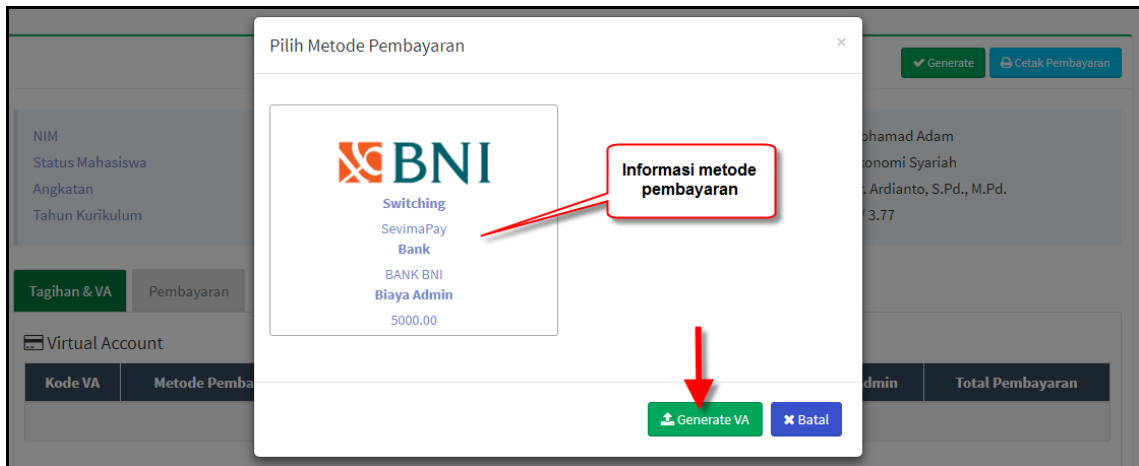 Pilih Metode Pembayaran
×
Generate
Cetak Pembayaran
NIM
Status Mahasiswa
Angkatan
Tahun Kurikulum
BNI
Switching
SevimaPay
Bank
BANK BNI
Biaya Admin
5000.00
Informasi metode
pembayaran
ohamad Adam
onomi Syariah
. Ardianto, S.Pd., M.Pd.
/ 3.77
Tagihan & VA
Pembayaran
Virtual Account
Kode VA
Metode Pemba
dmin
Total Pembayaran
Generate VA
Batal